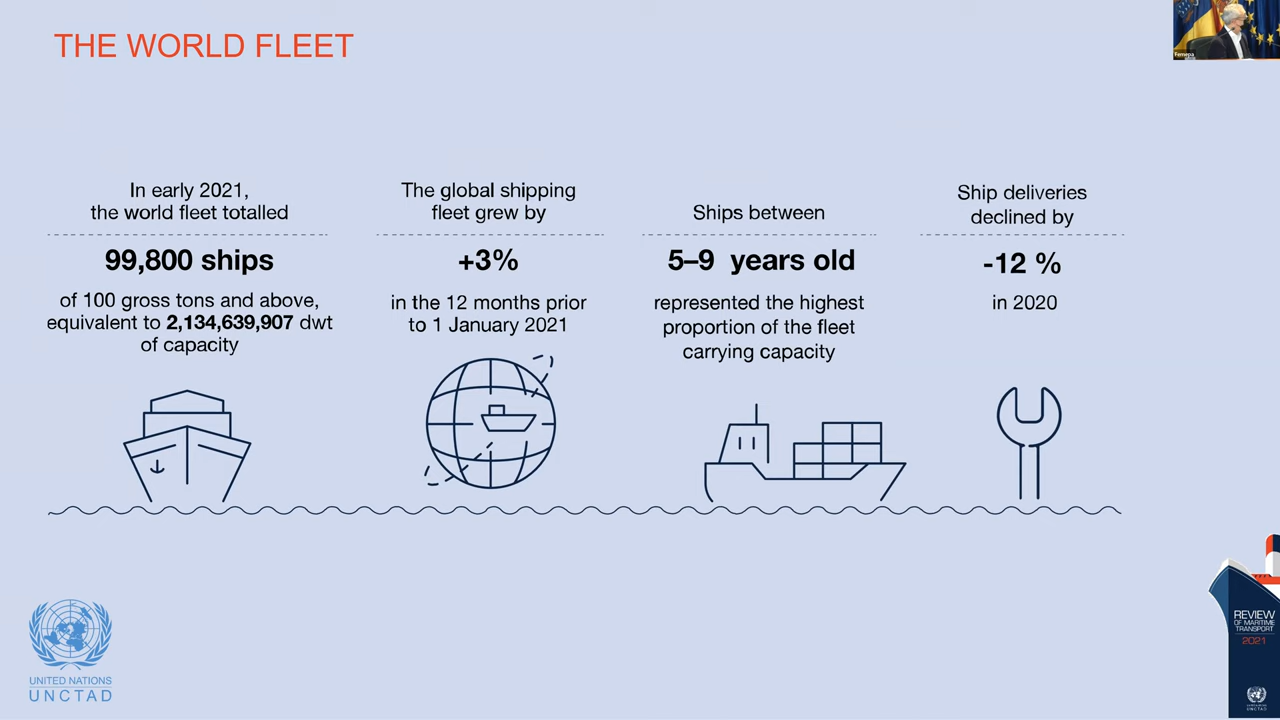 THE WORLD FLEET
Femepa
In early 2021,
the world fleet totalled
99,800 ships
of 100 gross tons and above,
equivalent to 2,134,639,907 dwt
of capacity
The global shipping
fleet grew by
+3%
in the 12 months prior
to 1 January 2021
Ships between
5–9 years old
represented the highest
proportion of the fleet
carrying capacity
Ship deliveries
declined by
-12 %
in 2020
UNITED NATIONS
UNCTAD
REVIEW
OF MARITIME
TRANSPORT
2021
UNCTAD